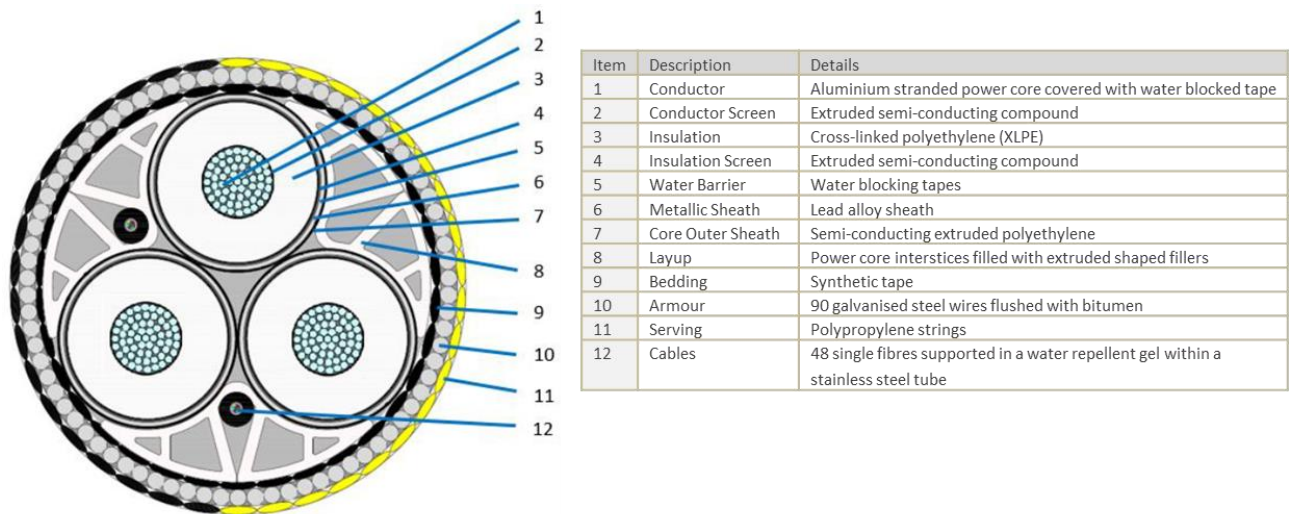 1
2
3
4
5
6
7
8
9
10
11
12
Item Description Details
1 Conductor Aluminium stranded power core covered with water blocked tape
2 Conductor Screen Extruded semi-conducting compound
3 Insulation Cross-linked polyethylene (XLPE)
4 Insulation Screen Extruded semi-conducting compound
5 Water Barrier Water blocking tapes
6 Metallic Sheath Lead alloy sheath
7 Core Outer Sheath Semi-conducting extruded polyethylene
8 Layup Power core interstices filled with extruded shaped fillers
9 Bedding Synthetic tape
10 Armour 90 galvanised steel wires flushed with bitumen
11 Serving Polypropylene strings
12 Cables 48 single fibres supported in a water repellent gel within a
stainless steel tube